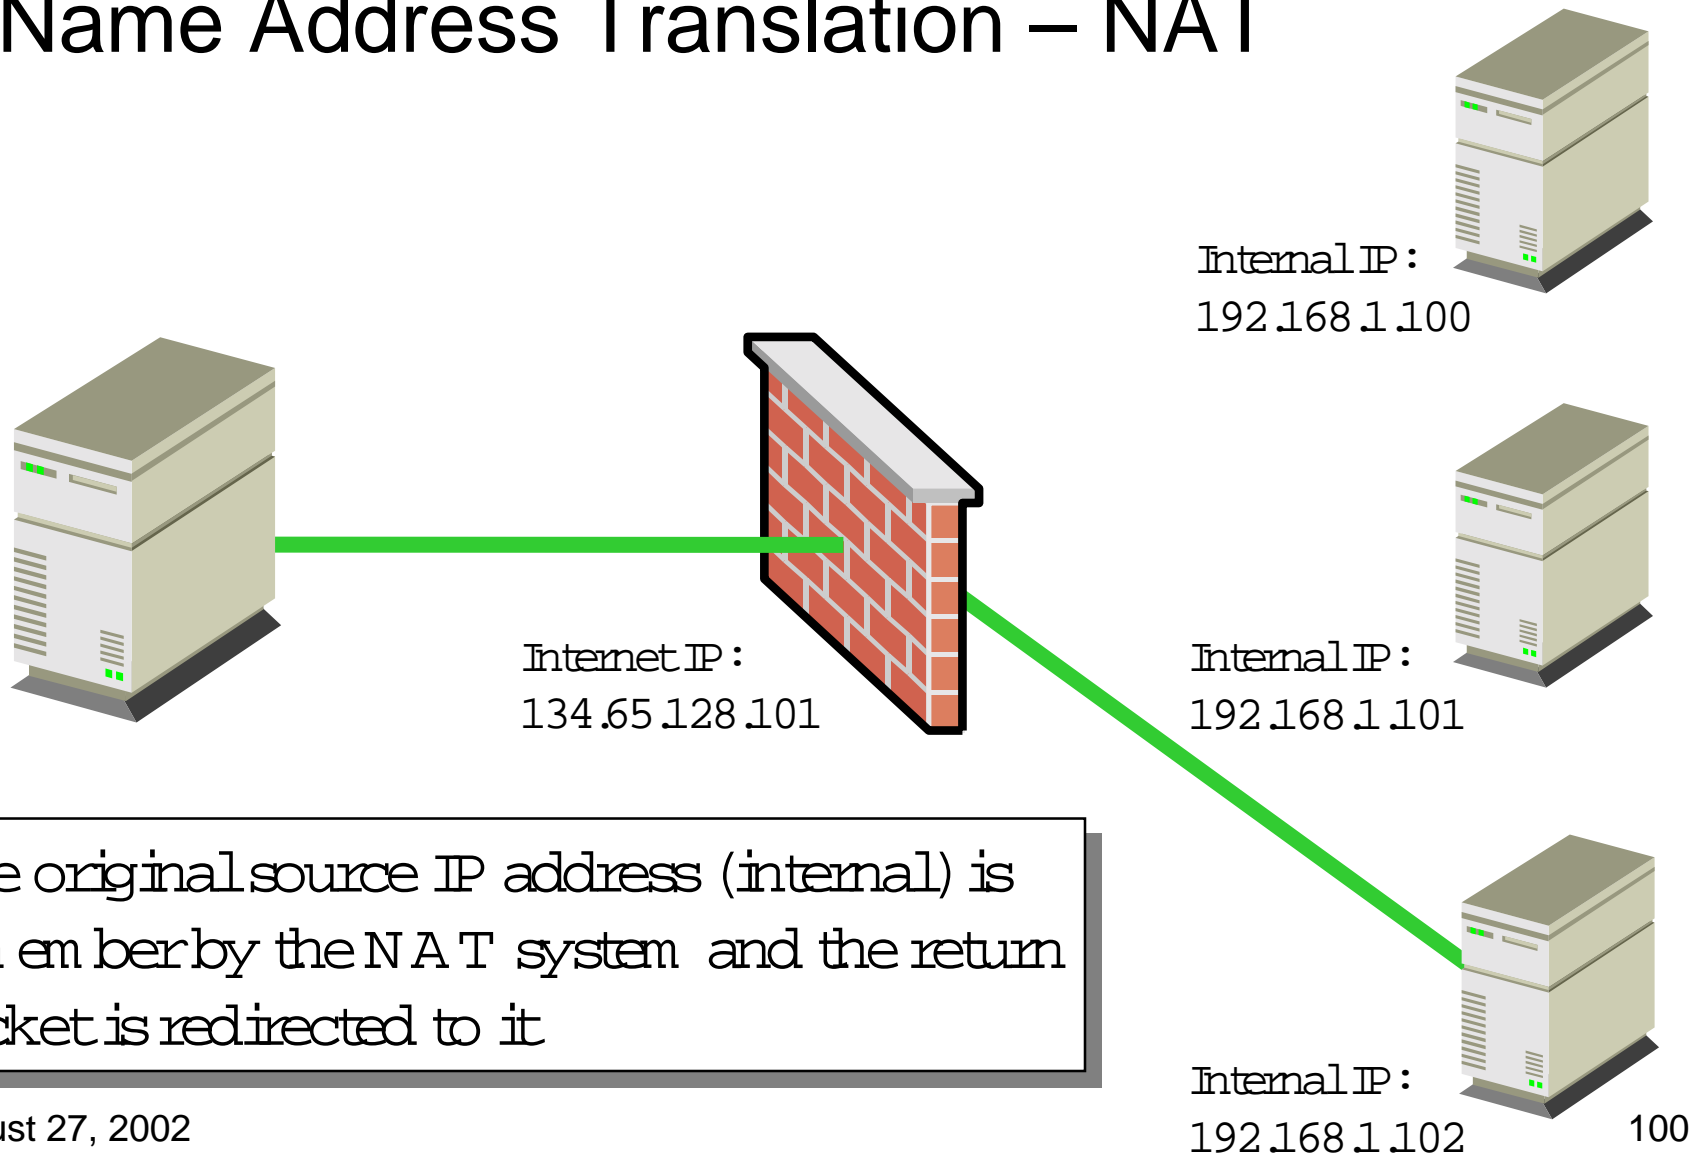 Name Address Translation – NAT
Internal IP:
192.168.1.100
Internet IP:
134.65.128.101
Internal IP:
192.168.1.101
e original source IP address (internal) is
ember by the NAT system and the return
cket is redirected to it
Internal IP:
192.168.1.102
ust 27, 2002
100